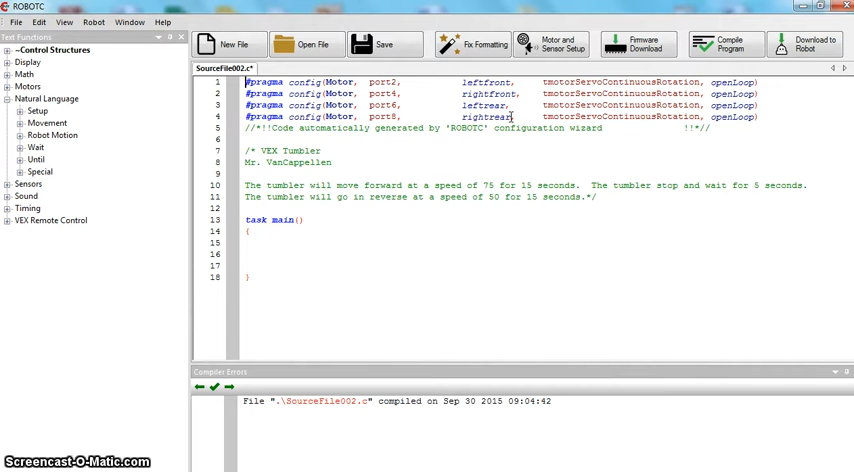 ROBOTC
File Edit View Robot Window Help
Text Functions
New File Open File Save Fix Formatting Motor and Sensor Setup Firmware Download Compile Program Download to Robot
~Control Structures
Display
Math
Motors
Natural Language
Setup
Movement
Robot Motion
Wait
Until
Special
Sensors
Sound
Timing
VEX Remote Control
SourceFile002.c*
1 #pragma config(Motor, port2, leftfront, tmotorServoContinuousRotation, openLoop)
2 #pragma config(Motor, port4, rightfront, tmotorServoContinuousRotation, openLoop)
3 #pragma config(Motor, port6, leftrear, tmotorServoContinuousRotation, openLoop)
4 #pragma config(Motor, port8, rightrear, tmotorServoContinuousRotation, openLoop)
5 //*!!Code automatically generated by 'ROBOTC' configuration wizard !!*//
6
7 /* VEX Tumbler
8 Mr. VanCappellen
9
10 The tumbler will move forward at a speed of 75 for 15 seconds. The tumbler stop and wait for 5 seconds.
11 The tumbler will go in reverse at a speed of 50 for 15 seconds.*/
12
13 task main()
14 {
15
16
17
18 }
Compiler Errors
File ".\SourceFile002.c" compiled on Sep 30 2015 09:04:42
Screencast-O-Matic.com